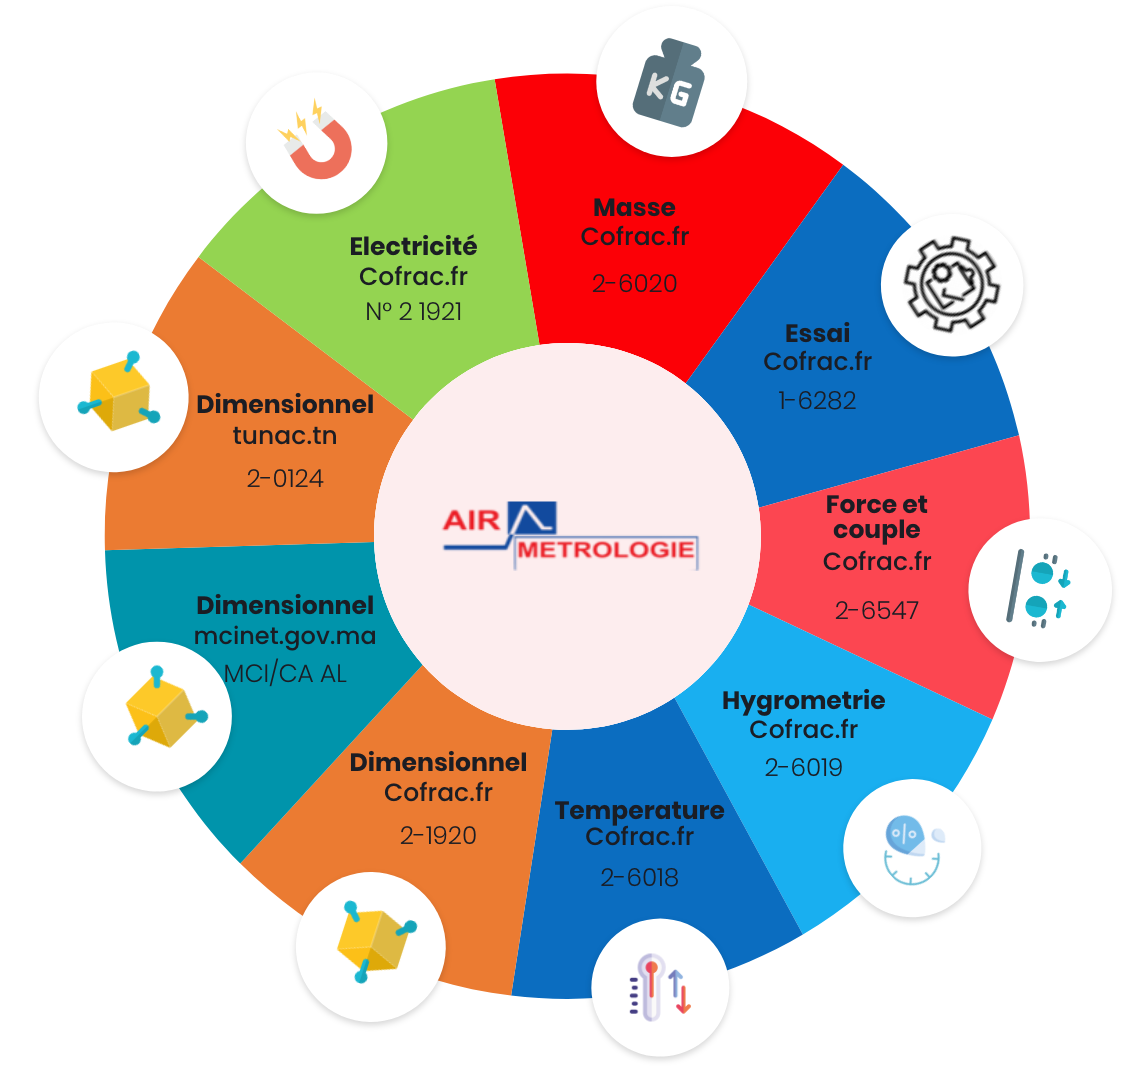 KG
Masse
Cofrac.fr
2-6020
Electricité
Cofrac.fr
N° 2 1921
Essai
Cofrac.fr
1-6282
Dimensionnel
tunac.tn
2-0124
Force et
couple
Cofrac.fr
2-6547
AIR
METROLOGIE
Dimensionnel
mcinet.gov.ma
MCI/CA AL
Hygrometrie
Cofrac.fr
2-6019
%
Dimensionnel
Cofrac.fr
2-1920
Temperature
Cofrac.fr
2-6018